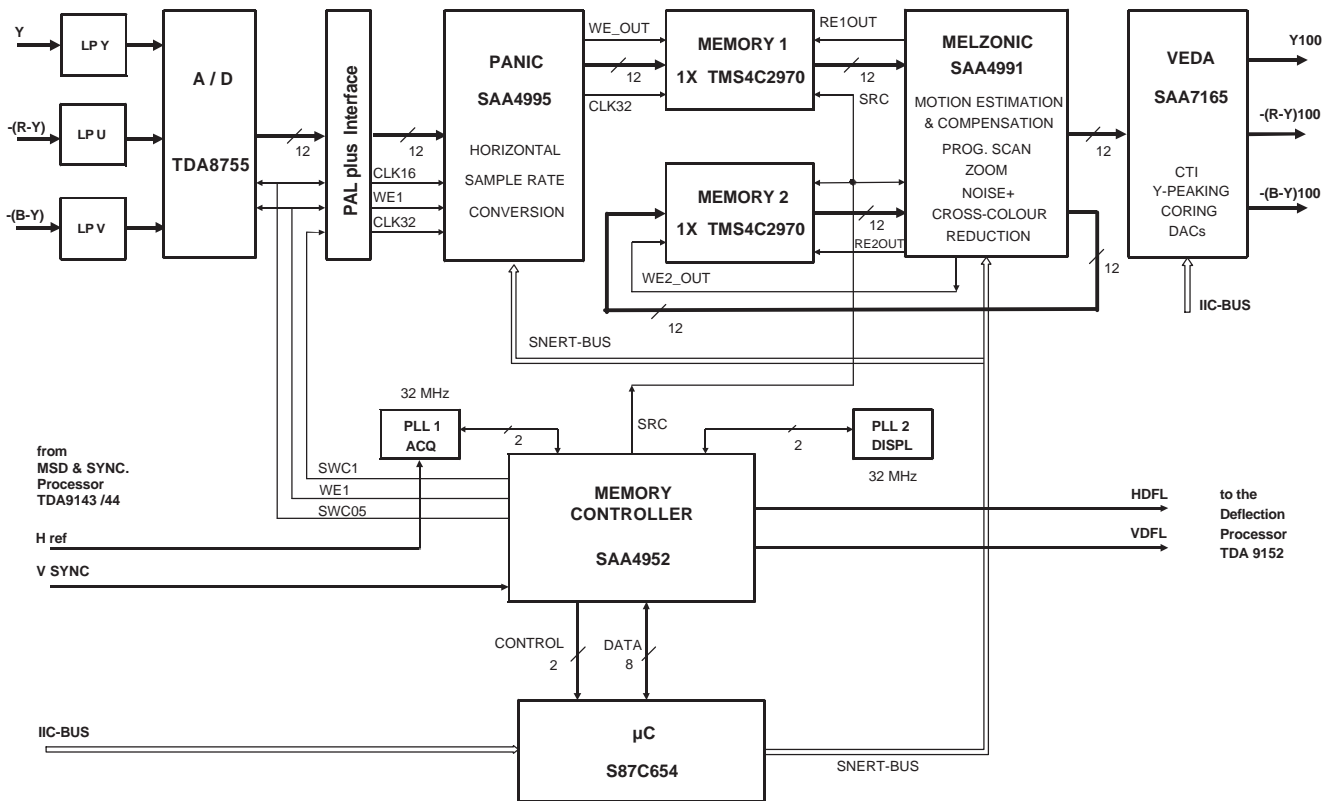 Y
LP Y
-(R-Y)
LP U
-(B-Y)
LP V
A / D
TDA8755
12
PAL plus Interface
12
CLK16
WE1
CLK32
PANIC
SAA4995
HORIZONTAL
SAMPLE RATE
CONVERSION
WE_OUT
12
CLK32
MEMORY 1
1X TMS4C2970
RE1OUT
12
SRC
MEMORY 2
1X TMS4C2970
12
RE2OUT
WE2_OUT
12
MELZONIC
SAA4991
MOTION ESTIMATION
& COMPENSATION
PROG. SCAN
ZOOM
NOISE+
CROSS-COLOUR
REDUCTION
12
12
VEDA
SAA7165
CTI
Y-PEAKING
CORING
DACs
Y100
-(R-Y)100
-(B-Y)100
IIC-BUS
SNERT-BUS
32 MHz
PLL 1
ACQ
2
SRC
2
PLL 2
DISPL
32 MHz
from
MSD & SYNC.
Processor
TDA9143 /44
SWC1
WE1
SWC05
H ref
V SYNC
MEMORY
CONTROLLER
SAA4952
HDFL
VDFL
to the
Deflection
Processor
TDA 9152
CONTROL
2
DATA
8
IIC-BUS
µC
S87C654
SNERT-BUS